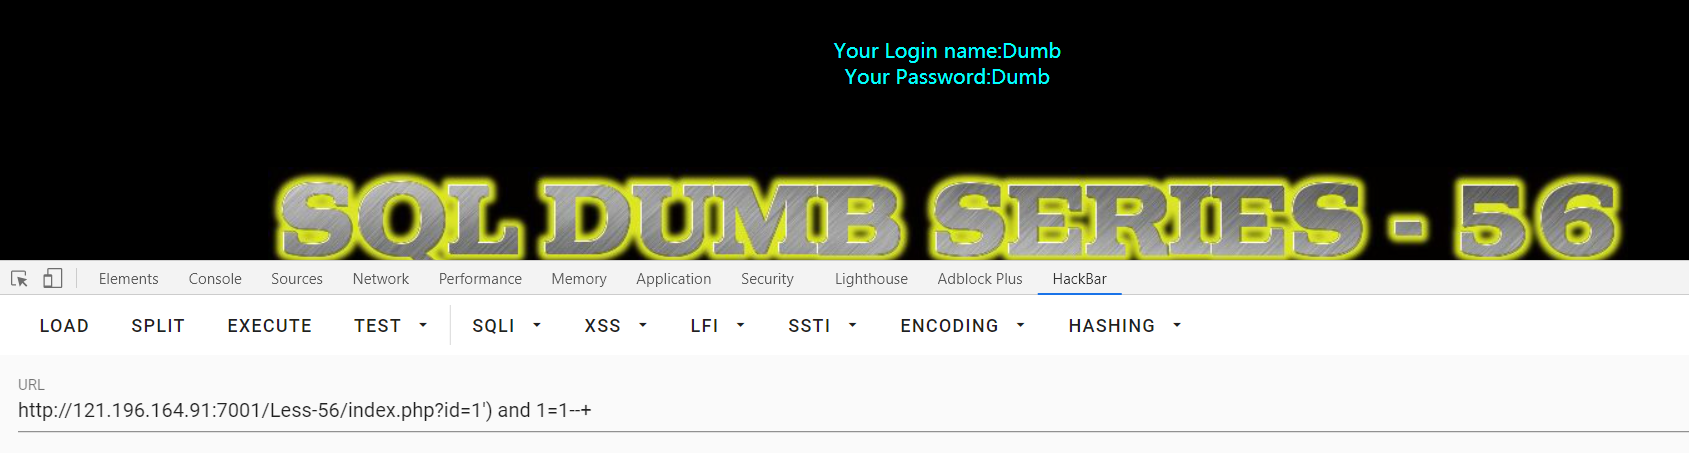 Your Login name:Dumb
Your Password:Dumb
SQL DUMB SERIES - 56
Elements Console Sources Network Performance Memory Application Security Lighthouse Adblock Plus HackBar
LOAD SPLIT EXECUTE TEST SQLI XSS LFI SSTI ENCODING HASHING
URL
http://121.196.164.91:7001/Less-56/index.php?id=1') and 1=1--+